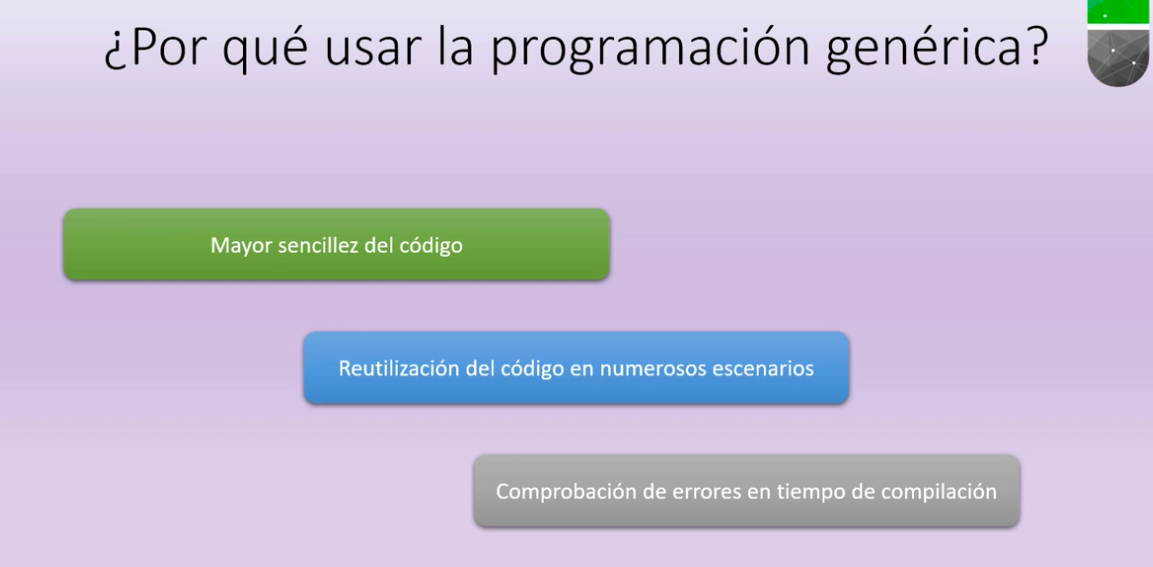 ¿Por qué usar la programación genérica?
Mayor sencillez del código
Reutilización del código en numerosos escenarios
Comprobación de errores en tiempo de compilación